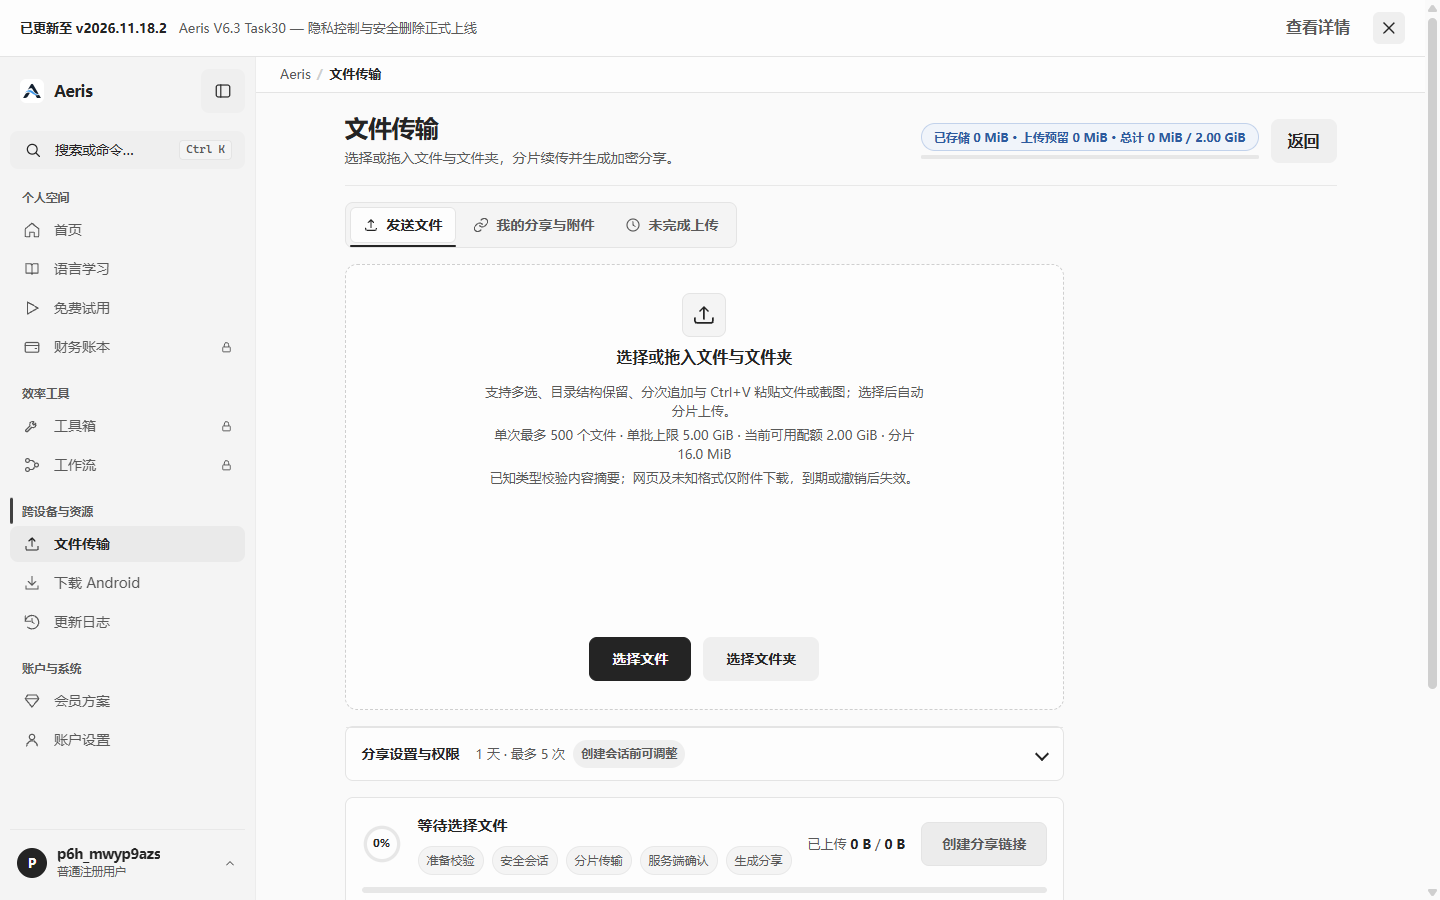 已更新至 v2026.11.18.2 Aeris V6.3 Task30 — 隐私控制与安全删除正式上线 查看详情
Aeris
搜索或命令... Ctrl K
个人空间
首页
语言学习
免费试用
财务账本
效率工具
工具箱
工作流
跨设备与资源
文件传输
下载 Android
更新日志
账户与系统
会员方案
账户设置
P p6h_mwyp9azs
普通注册用户
Aeris / 文件传输
文件传输
选择或拖入文件与文件夹，分片续传并生成加密分享。
已存储 0 MiB • 上传预留 0 MiB • 总计 0 MiB / 2.00 GiB 返回
发送文件 我的分享与附件 未完成上传
选择或拖入文件与文件夹
支持多选、目录结构保留、分次追加与 Ctrl+V 粘贴文件或截图；选择后自动
分片上传。
单次最多 500 个文件 · 单批上限 5.00 GiB · 当前可用配额 2.00 GiB · 分片
16.0 MiB
已知类型校验内容摘要；网页及未知格式仅附件下载，到期或撤销后失效。
选择文件 选择文件夹
分享设置与权限 1 天 · 最多 5 次 创建会话前可调整
0% 等待选择文件
准备校验 安全会话 分片传输 服务端确认 生成分享
已上传 0 B / 0 B 创建分享链接